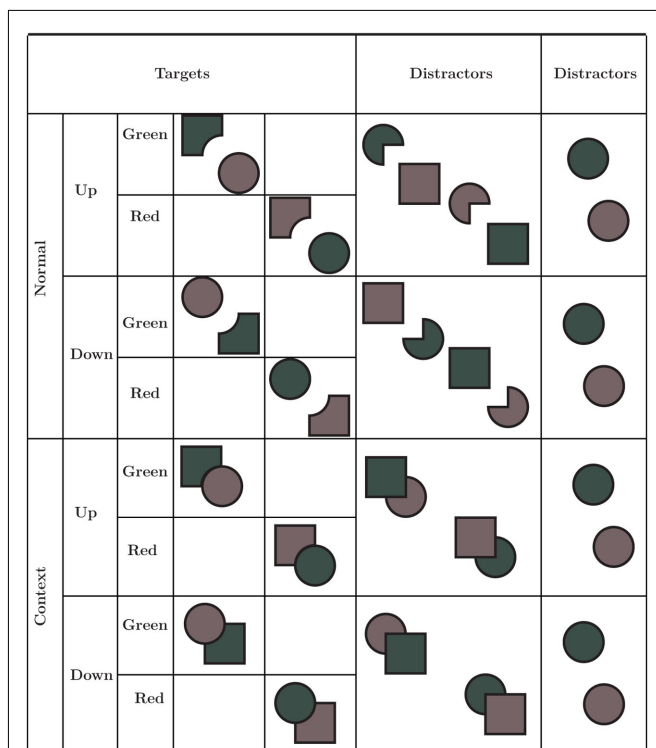 Targets Distractors Distractors
Normal
Up
Green
Red
Down
Green
Red
Context
Up
Green
Red
Down
Green
Red